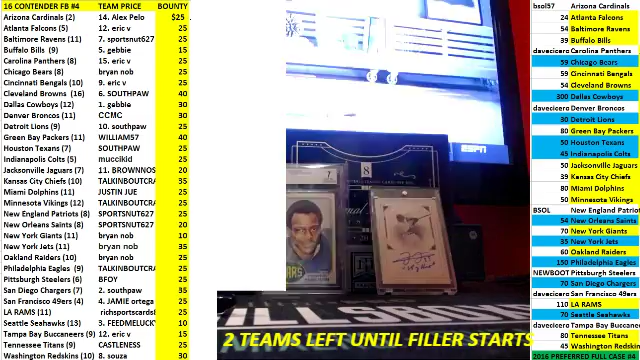 16 CONTENDER FB #4 TEAM PRICE BOUNTY
Arizona Cardinals (2) 14. Alex Pelo $25
Atlanta Falcons (5) 12. eric v 25
Baltimore Ravens (11) 7. sportsnut627 25
Buffalo Bills (9) 5. gebbie 15
Carolina Panthers (8) 15. eric v 25
Chicago Bears (8) bryan nob 25
Cincinnati Bengals (10) 9. eric v 25
Cleveland Browns (16) 6. SOUTHPAW 40
Dallas Cowboys (12) 1. gebbie 30
Denver Broncos (11) CCMC 30
Detroit Lions (9) 10. southpaw 25
Green Bay Packers (11) WILLIAM57 40
Houston Texans (7) SOUTHPAW 25
Indianapolis Colts (5) muccikid 25
Jacksonville Jaguars (7) 11. BROWNNOS 20
Kansas City Chiefs (10) TALKINBOUTCRA 35
Miami Dolphins (11) JUSTIN JUE 25
Minnesota Vikings (12) TALKINBOUTCRA 25
New England Patriots (8) SPORTSNUT627 25
New Orleans Saints (8) SPORTSNUT627 20
New York Giants (11) bryan nob 10
New York Jets (11) bryan nob 35
Oakland Raiders (10) bryan nob 25
Philadelphia Eagles (9) TALKINBOUTCRA 25
Pittsburgh Steelers (6) BFOY 25
San Diego Chargers (7) 2. southpaw 35
San Francisco 49ers (4) 4. JAMIE ortega 25
LA RAMS (11) richsportscards 25
Seattle Seahawks (13) 3. FEEDMELUCKY 10
Tampa Bay Buccaneers (9) 12. eric v 15
Tennessee Titans (9) CASTLENESS 25
Washington Redskins (10) 8. souza 30
7
8
ESPN
2 TEAMS LEFT UNTIL FILLER STARTS
bsol57 Arizona Cardinals
24 Atlanta Falcons
54 Baltimore Ravens
39 Buffalo Bills
davecicero Carolina Panthers
59 Chicago Bears
59 Cincinnati Bengals
54 Cleveland Browns
300 Dallas Cowboys
davecicero Denver Broncos
30 Detroit Lions
80 Green Bay Packers
50 Houston Texans
45 Indianapolis Colts
50 Jacksonville Jaguars
39 Kansas City Chiefs
80 Miami Dolphins
50 Minnesota Vikings
BSOL New England Patriots
54 New Orleans Saints
70 New York Giants
35 New York Jets
60 Oakland Raiders
150 Philadelphia Eagles
NEWBOOT Pittsburgh Steelers
70 San Diego Chargers
davecicero San Francisco 49ers
110 LA RAMS
70 Seattle Seahawks
davecicero Tampa Bay Buccaneers
80 Tennessee Titans
45 Washington Redskins
2016 PREFERRED FULL CASE #4